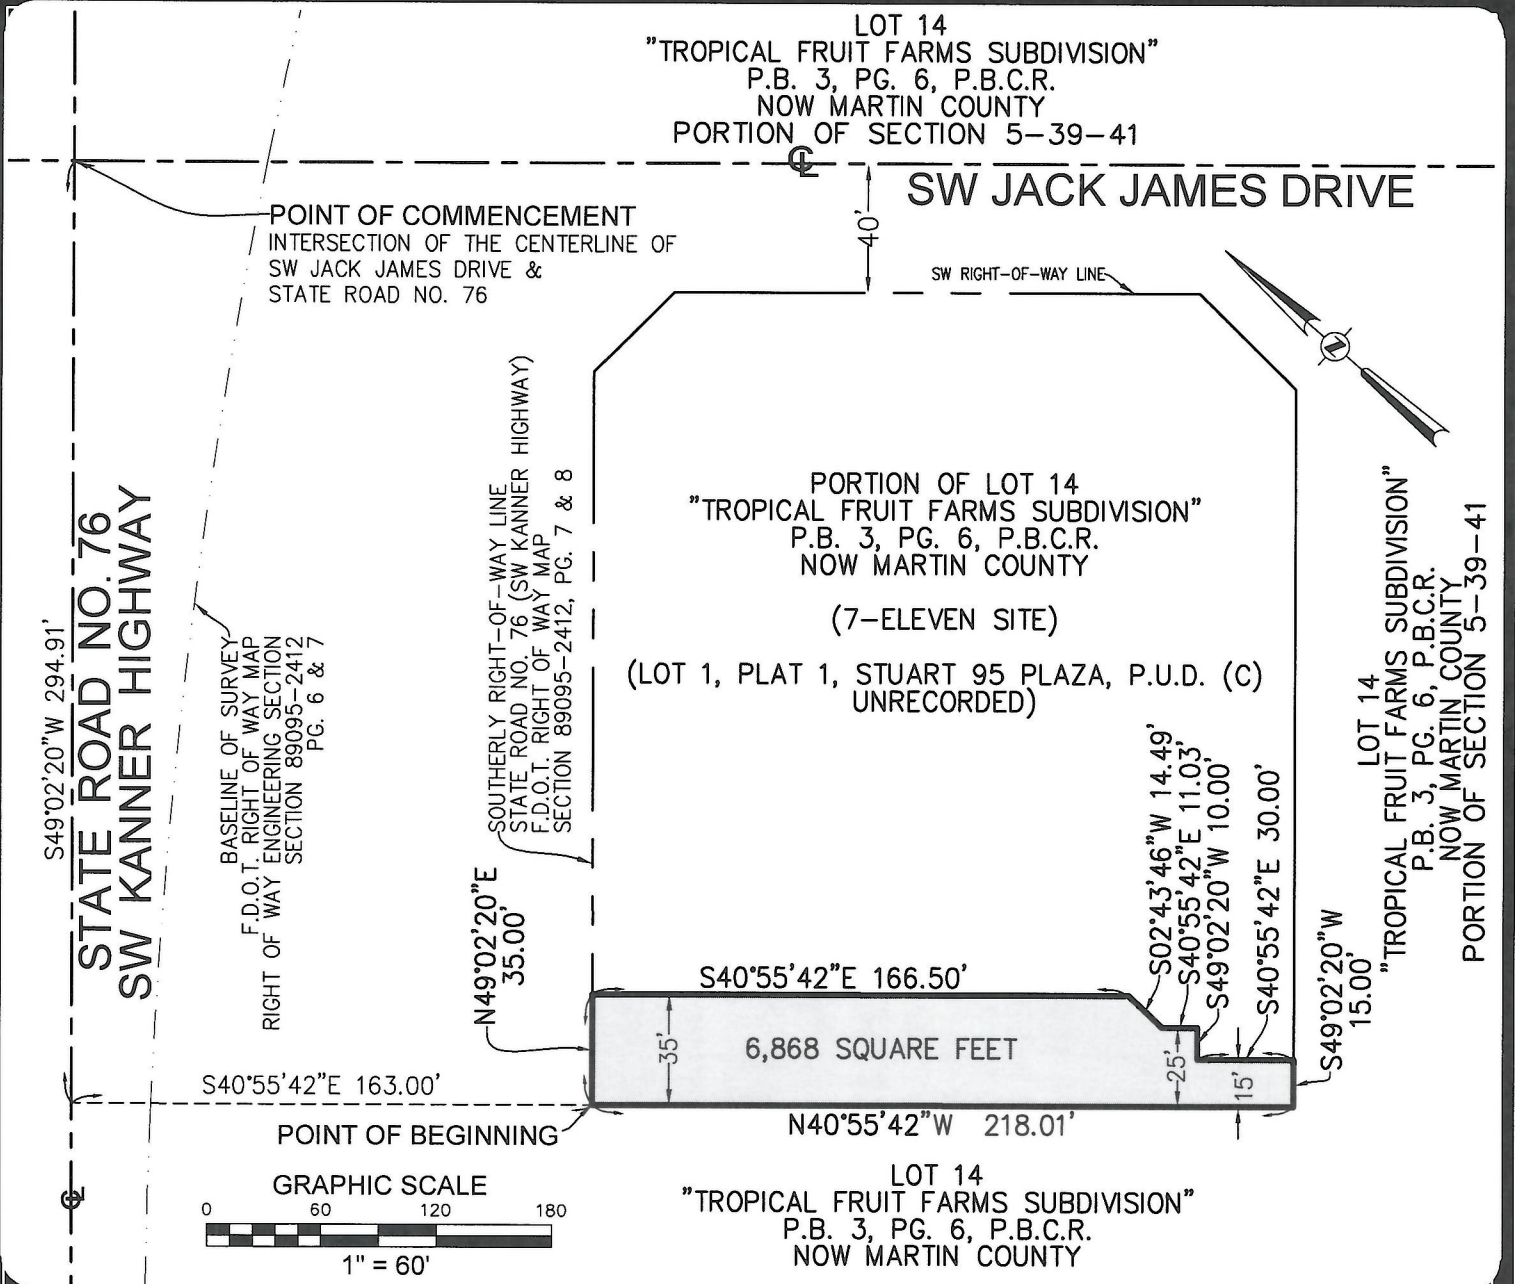 LOT 14
"TROPICAL FRUIT FARMS SUBDIVISION"
P.B. 3, PG. 6, P.B.C.R.
NOW MARTIN COUNTY
PORTION OF SECTION 5-39-41
℄
SW JACK JAMES DRIVE
POINT OF COMMENCEMENT
INTERSECTION OF THE CENTERLINE OF
SW JACK JAMES DRIVE &
STATE ROAD NO. 76
40'
SW RIGHT-OF-WAY LINE
N
S49°02'20"W 294.91'
STATE ROAD NO. 76
SW KANNER HIGHWAY
BASELINE OF SURVEY
F.D.O.T. RIGHT OF WAY MAP
RIGHT OF WAY ENGINEERING SECTION
SECTION 89095-2412
PG. 6 & 7
SOUTHERLY RIGHT-OF-WAY LINE
STATE ROAD NO. 76 (SW KANNER HIGHWAY)
F.D.O.T. RIGHT OF WAY MAP
SECTION 89095-2412, PG. 7 & 8
PORTION OF LOT 14
"TROPICAL FRUIT FARMS SUBDIVISION"
P.B. 3, PG. 6, P.B.C.R.
NOW MARTIN COUNTY
(7-ELEVEN SITE)
(LOT 1, PLAT 1, STUART 95 PLAZA, P.U.D. (C)
UNRECORDED)
LOT 14
"TROPICAL FRUIT FARMS SUBDIVISION"
P.B. 3, PG. 6, P.B.C.R.
NOW MARTIN COUNTY
PORTION OF SECTION 5-39-41
N49°02'20"E
35.00'
S40°55'42"E 166.50'
S02°43'46"W 14.49'
S40°55'42"E 11.03'
S49°02'20"W 10.00'
S40°55'42"E 30.00'
S49°02'20"W
15.00'
35'
6,868 SQUARE FEET
25'
15'
S40°55'42"E 163.00'
N40°55'42"W 218.01'
POINT OF BEGINNING
℄
GRAPHIC SCALE
0 60 120 180
1" = 60'
LOT 14
"TROPICAL FRUIT FARMS SUBDIVISION"
P.B. 3, PG. 6, P.B.C.R.
NOW MARTIN COUNTY